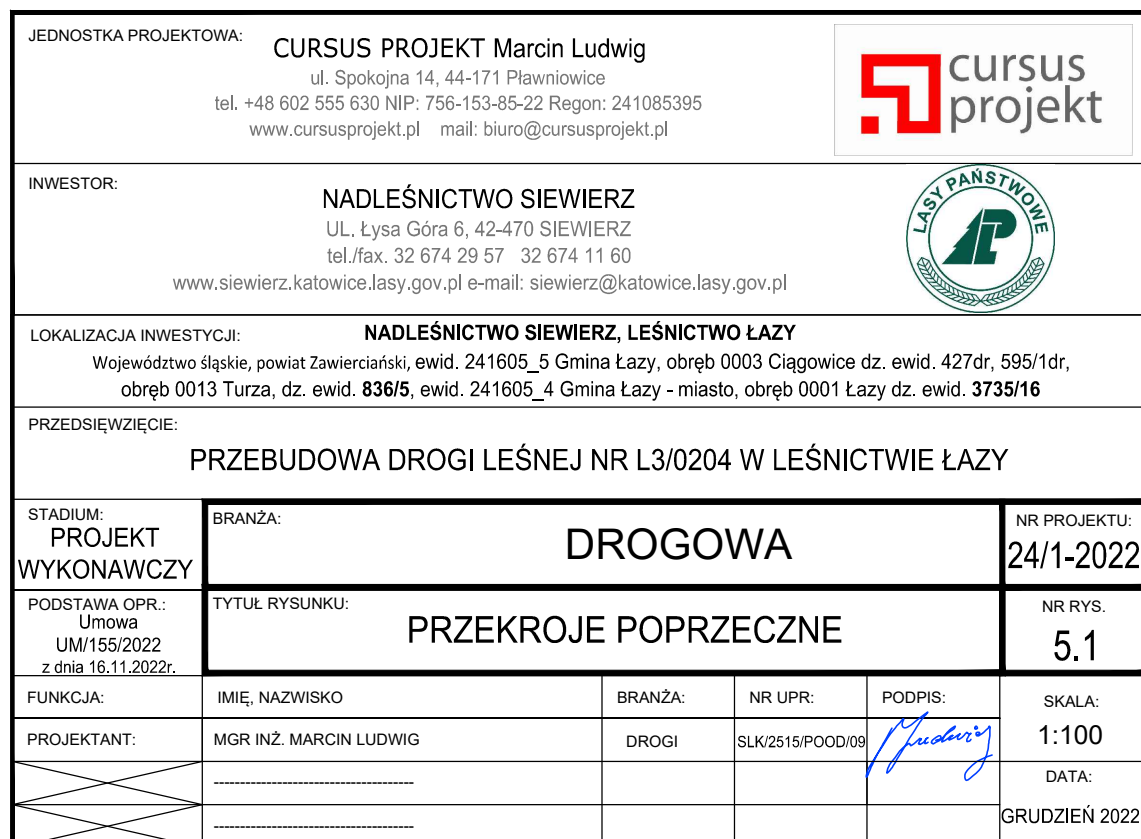 JEDNOSTKA PROJEKTOWA:
CURSUS PROJEKT Marcin Ludwig
ul. Spokojna 14, 44-171 Pławniowice
tel. +48 602 555 630 NIP: 756-153-85-22 Regon: 241085395
www.cursusprojekt.pl mail: biuro@cursusprojekt.pl
cursus
projekt
INWESTOR:
NADLEŚNICTWO SIEWIERZ
UL. Łysa Góra 6, 42-470 SIEWIERZ
tel./fax. 32 674 29 57 32 674 11 60
www.siewierz.katowice.lasy.gov.pl e-mail: siewierz@katowice.lasy.gov.pl
LASY PAŃSTWOWE
LOKALIZACJA INWESTYCJI: NADLEŚNICTWO SIEWIERZ, LEŚNICTWO ŁAZY
Województwo śląskie, powiat Zawierciański, ewid. 241605_5 Gmina Łazy, obręb 0003 Ciągowice dz. ewid. 427dr, 595/1dr,
obręb 0013 Turza, dz. ewid. 836/5, ewid. 241605_4 Gmina Łazy - miasto, obręb 0001 Łazy dz. ewid. 3735/16
PRZEDSIĘWZIĘCIE:
PRZEBUDOWA DROGI LEŚNEJ NR L3/0204 W LEŚNICTWIE ŁAZY
STADIUM:
PROJEKT
WYKONAWCZY
BRANŻA:
DROGOWA
NR PROJEKTU:
24/1-2022
PODSTAWA OPR.:
Umowa
UM/155/2022
z dnia 16.11.2022r.
TYTUŁ RYSUNKU:
PRZEKROJE POPRZECZNE
NR RYS.
5.1
FUNKCJA: IMIĘ, NAZWISKO BRANŻA: NR UPR: PODPIS:
SKALA:
1:100
PROJEKTANT: MGR INŻ. MARCIN LUDWIG DROGI SLK/2515/POOD/09 Ludwig
DATA:
GRUDZIEŃ 2022